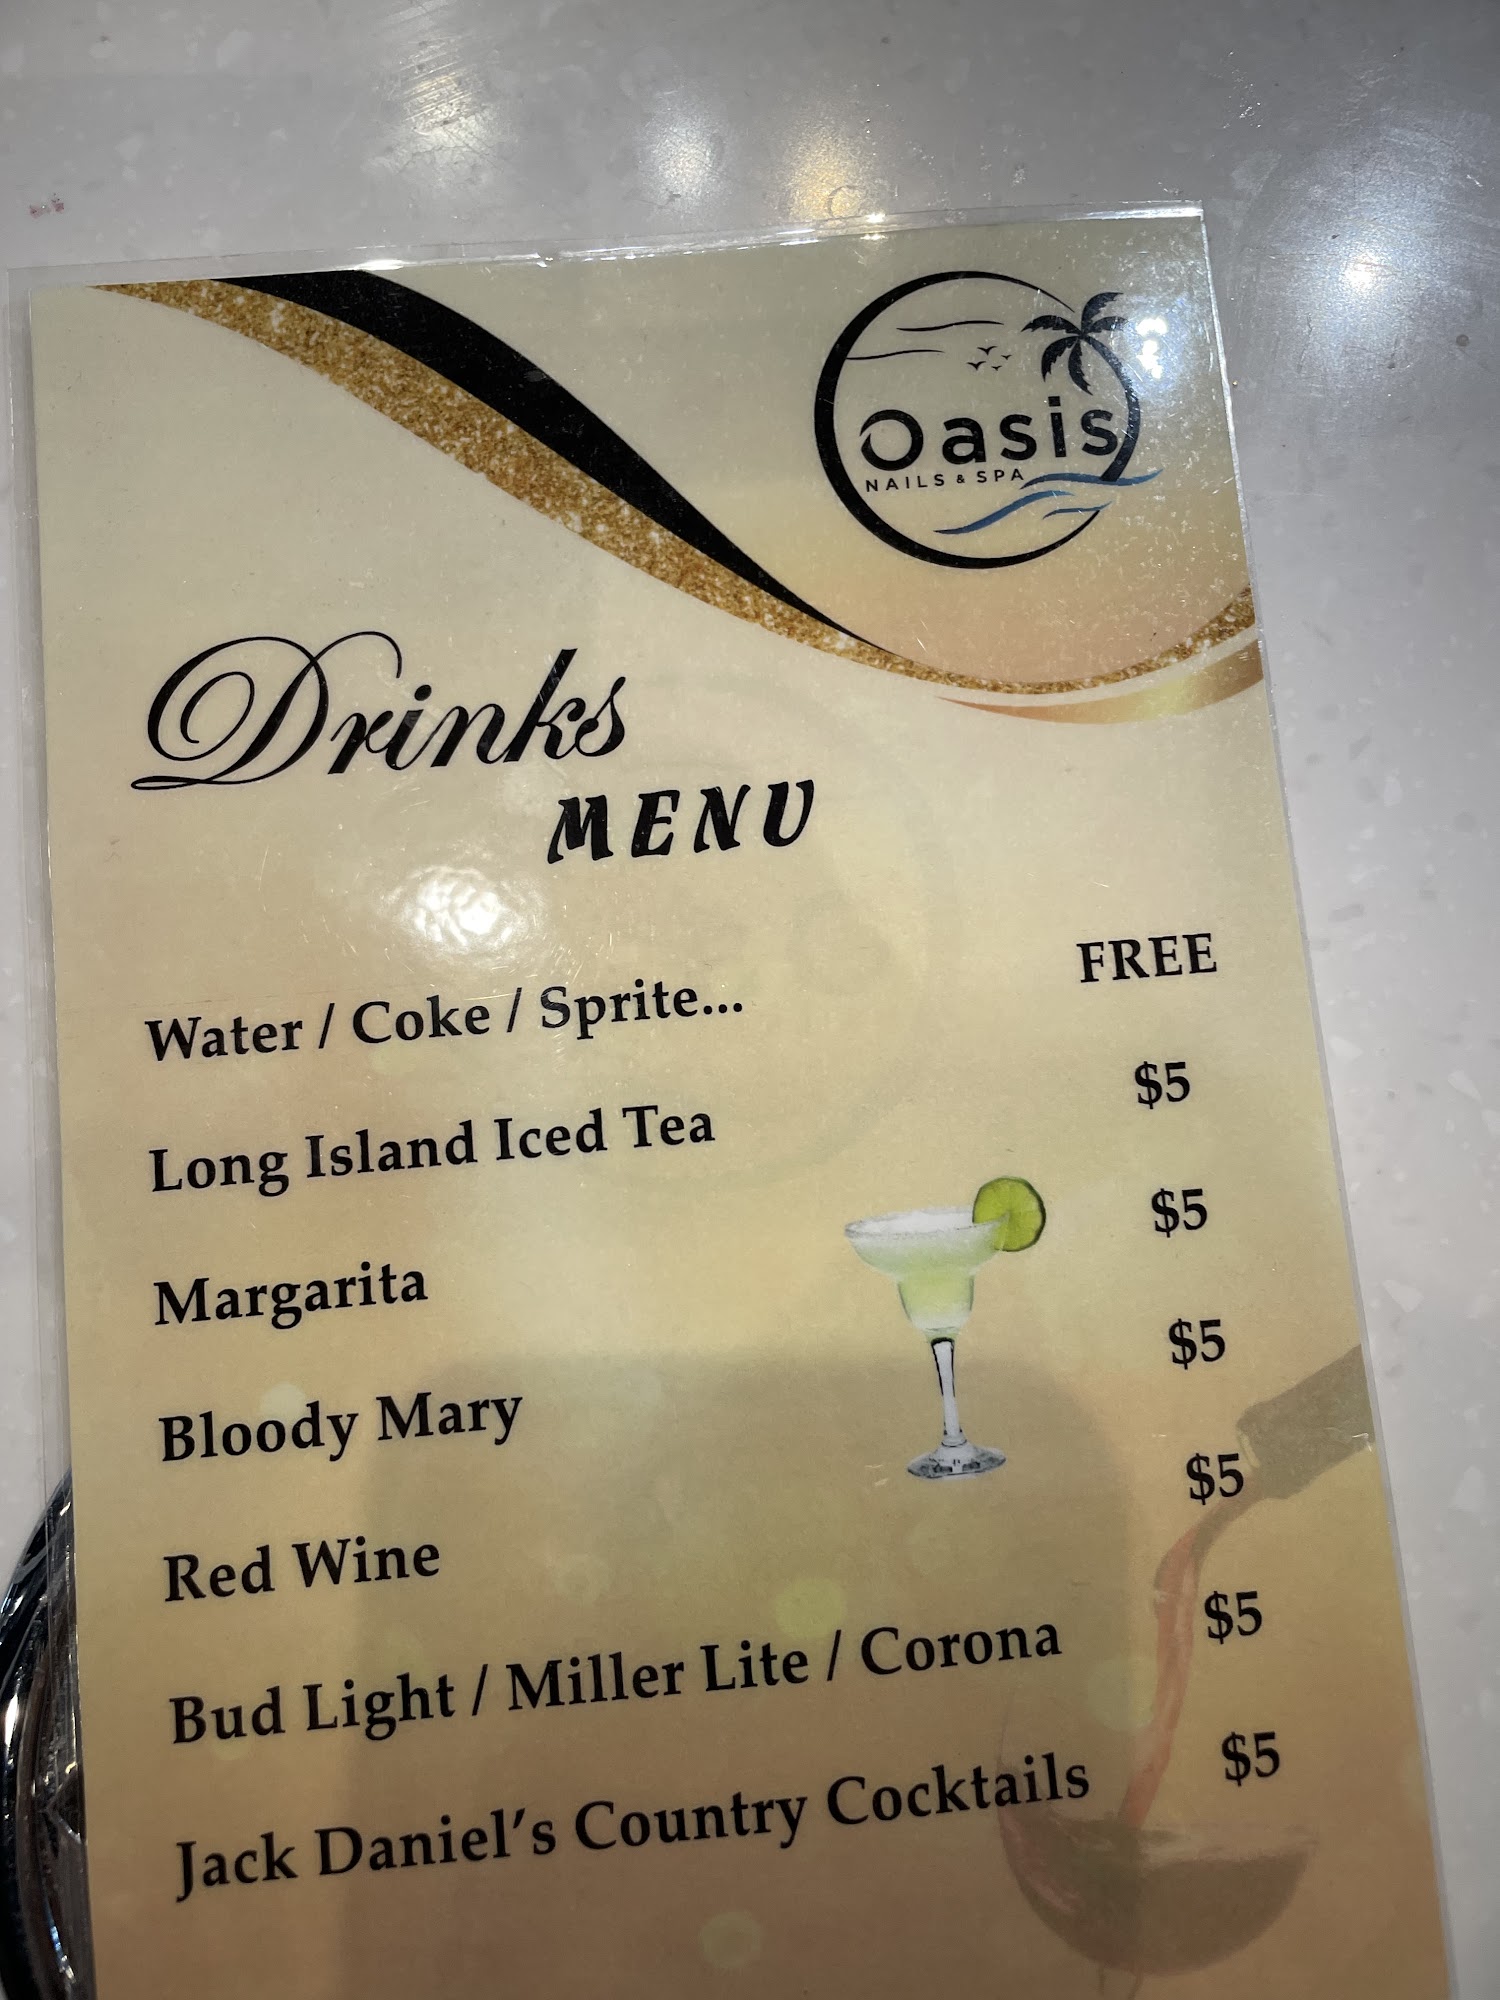 Oasis
NAILS & SPA
Drinks
MENU
Water / Coke / Sprite... FREE
Long Island Iced Tea $5
Margarita $5
Bloody Mary $5
Red Wine $5
Bud Light / Miller Lite / Corona $5
Jack Daniel's Country Cocktails $5